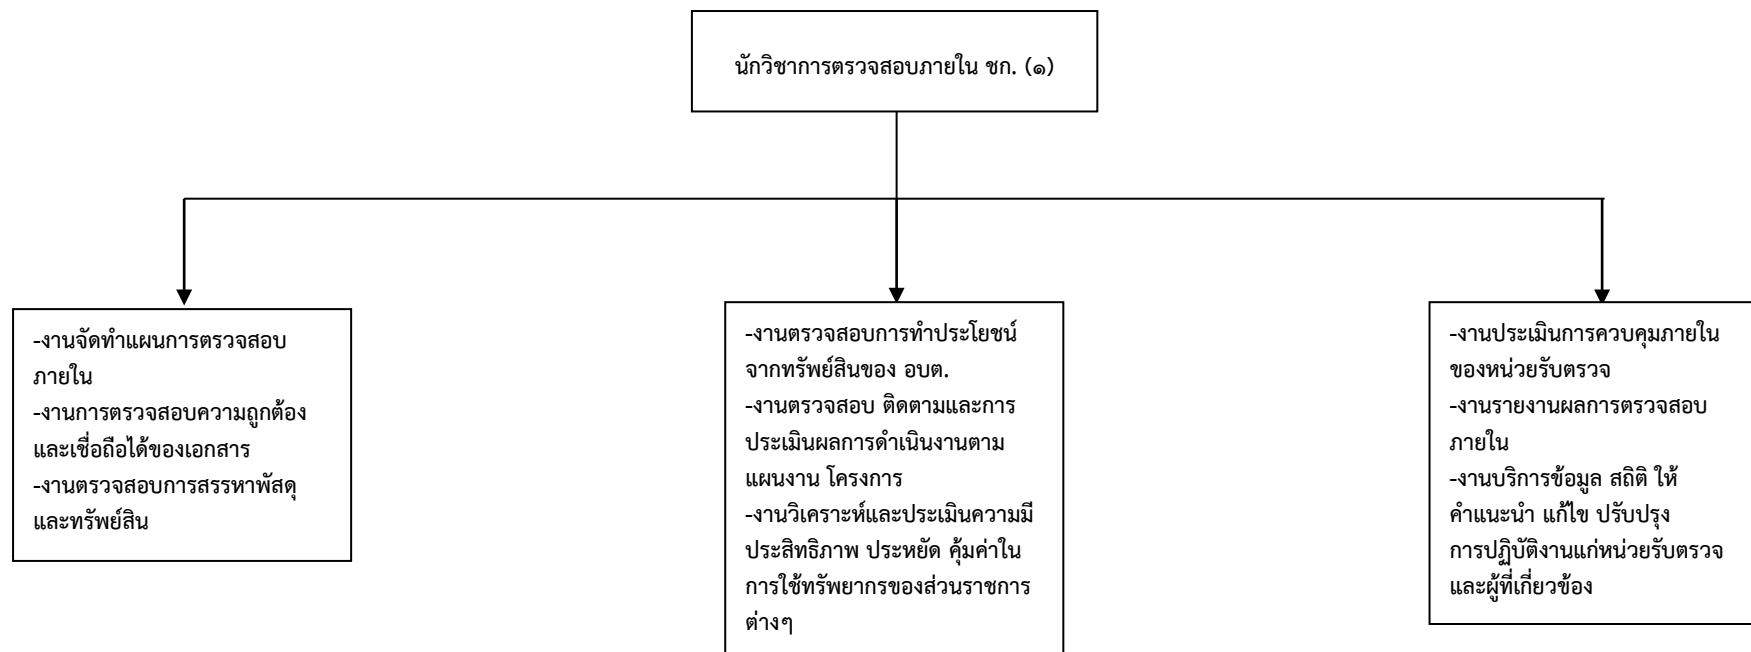 นักวิชาการตรวจสอบภายใน ชก. (๑)
-งานจัดทำแผนการตรวจสอบ
ภายใน
-งานการตรวจสอบความถูกต้อง
และเชื่อถือได้ของเอกสาร
-งานตรวจสอบการสรรหาพัสดุ
และทรัพย์สิน
-งานตรวจสอบการทำประโยชน์
จากทรัพย์สินของ อบต.
-งานตรวจสอบ ติดตามและการ
ประเมินผลการดำเนินงานตาม
แผนงาน โครงการ
-งานวิเคราะห์และประเมินความมี
ประสิทธิภาพ ประหยัด คุ้มค่าใน
การใช้ทรัพยากรของส่วนราชการ
ต่างๆ
-งานประเมินการควบคุมภายใน
ของหน่วยรับตรวจ
-งานรายงานผลการตรวจสอบ
ภายใน
-งานบริการข้อมูล สถิติ ให้
คำแนะนำ แก้ไข ปรับปรุง
การปฏิบัติงานแก่หน่วยรับตรวจ
และผู้ที่เกี่ยวข้อง